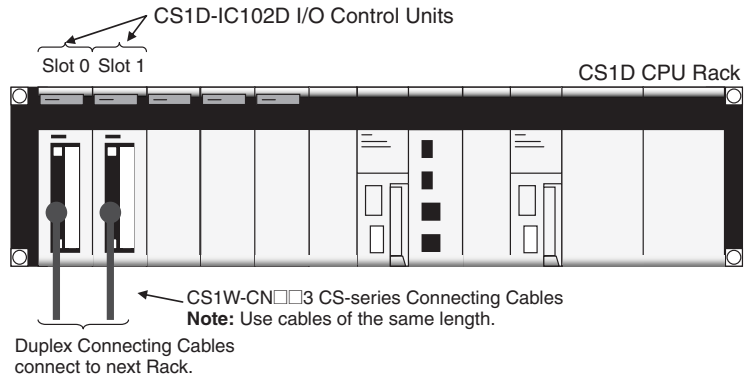 CS1D-IC102D I/O Control Units
Slot 0 Slot 1
CS1D CPU Rack
CS1W-CN□□3 CS-series Connecting Cables
Note: Use cables of the same length.
Duplex Connecting Cables
connect to next Rack.